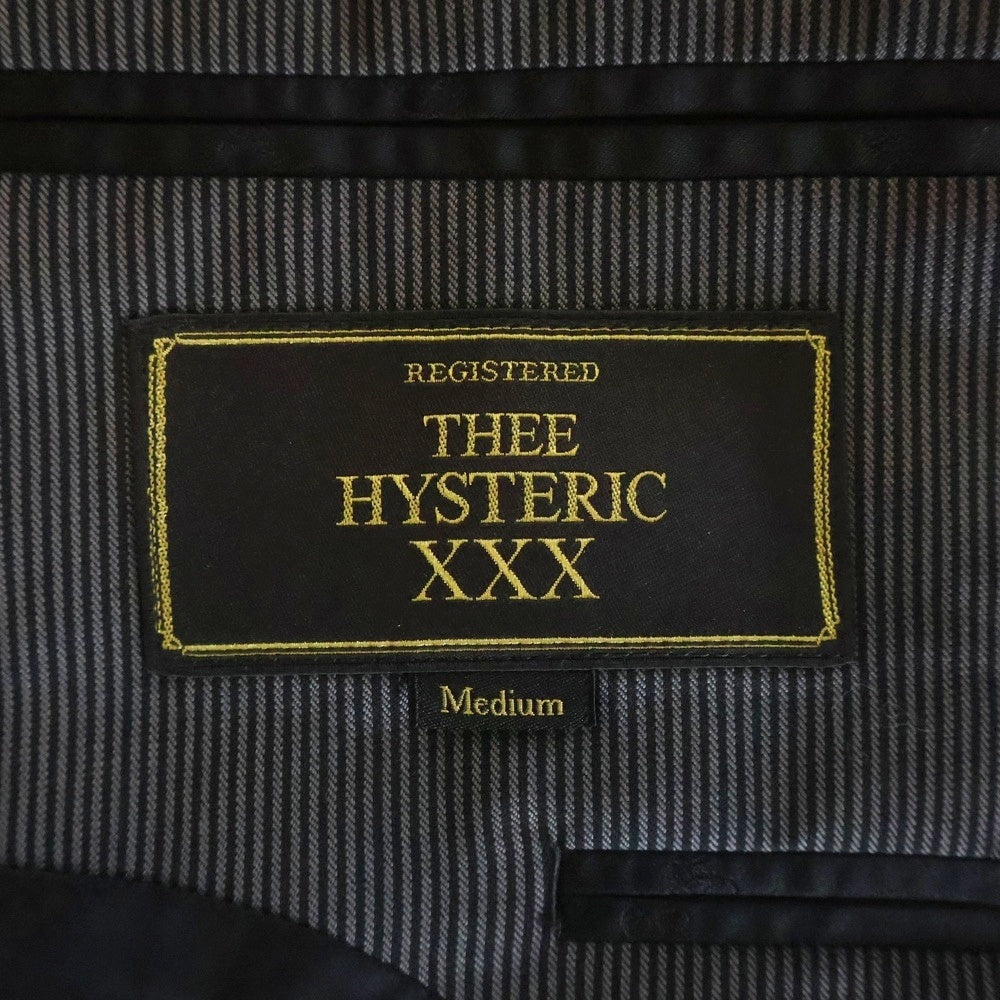 REGISTERED
THEE
HYSTERIC
XXX
Medium